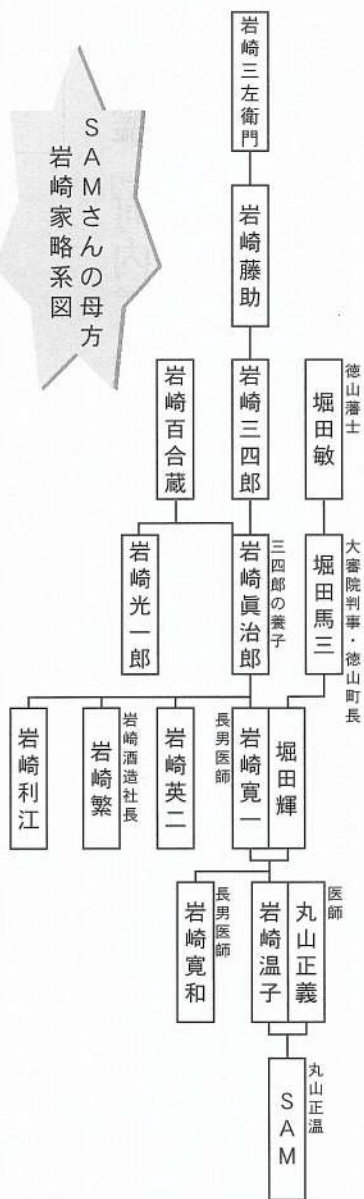 SAMさんの母方
岩崎家略系図
岩崎三左衛門
岩崎藤助
岩崎三四郎
岩崎百合蔵
徳山藩士
堀田敏
大審院判事・徳山町長
堀田馬三
三四郎の養子
岩崎眞治郎
岩崎光一郎
堀田輝
長男医師
岩崎寛一
岩崎英二
岩崎酒造社長
岩崎繁
岩崎利江
医師
丸山正義
岩崎温子
長男医師
岩崎寛和
丸山正温
SAM